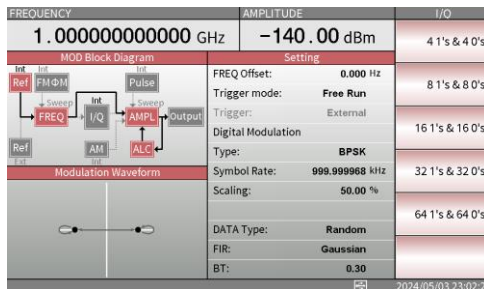 FREQUENCY AMPLITUDE I/Q
1.000000000000 GHz −140.00 dBm
4 1's & 4 0's
MOD Block Diagram
Int Int Int
Ref FMΦM Pulse
Sweep Int Sweep
FREQ I/Q AMPL Output
Ref AM ALC
Ext Int
Modulation Waveform
Setting
FREQ Offset: 0.000 Hz
Trigger mode: Free Run
Trigger: External
Digital Modulation
Type: BPSK
Symbol Rate: 999.999968 kHz
Scaling: 50.00 %
DATA Type: Random
FIR: Gaussian
BT: 0.30
8 1's & 8 0's
16 1's & 16 0's
32 1's & 32 0's
64 1's & 64 0's
2024/05/03 23:02:2